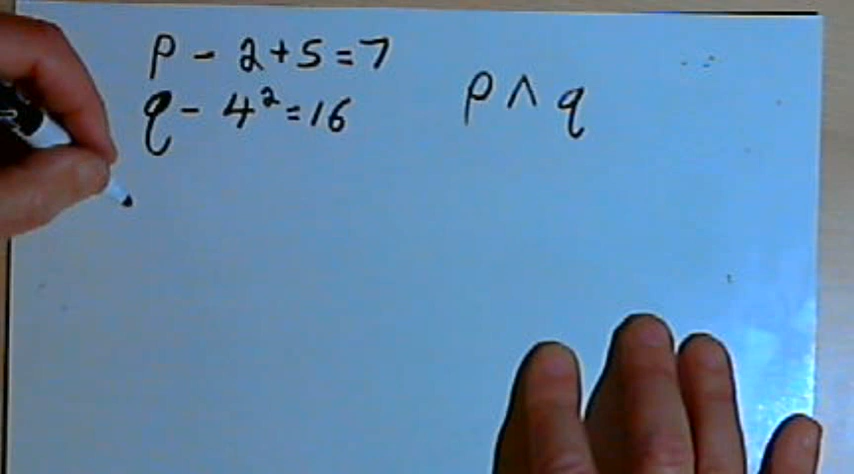 p - 2+5=7
q - 4²=16
p ∧ q